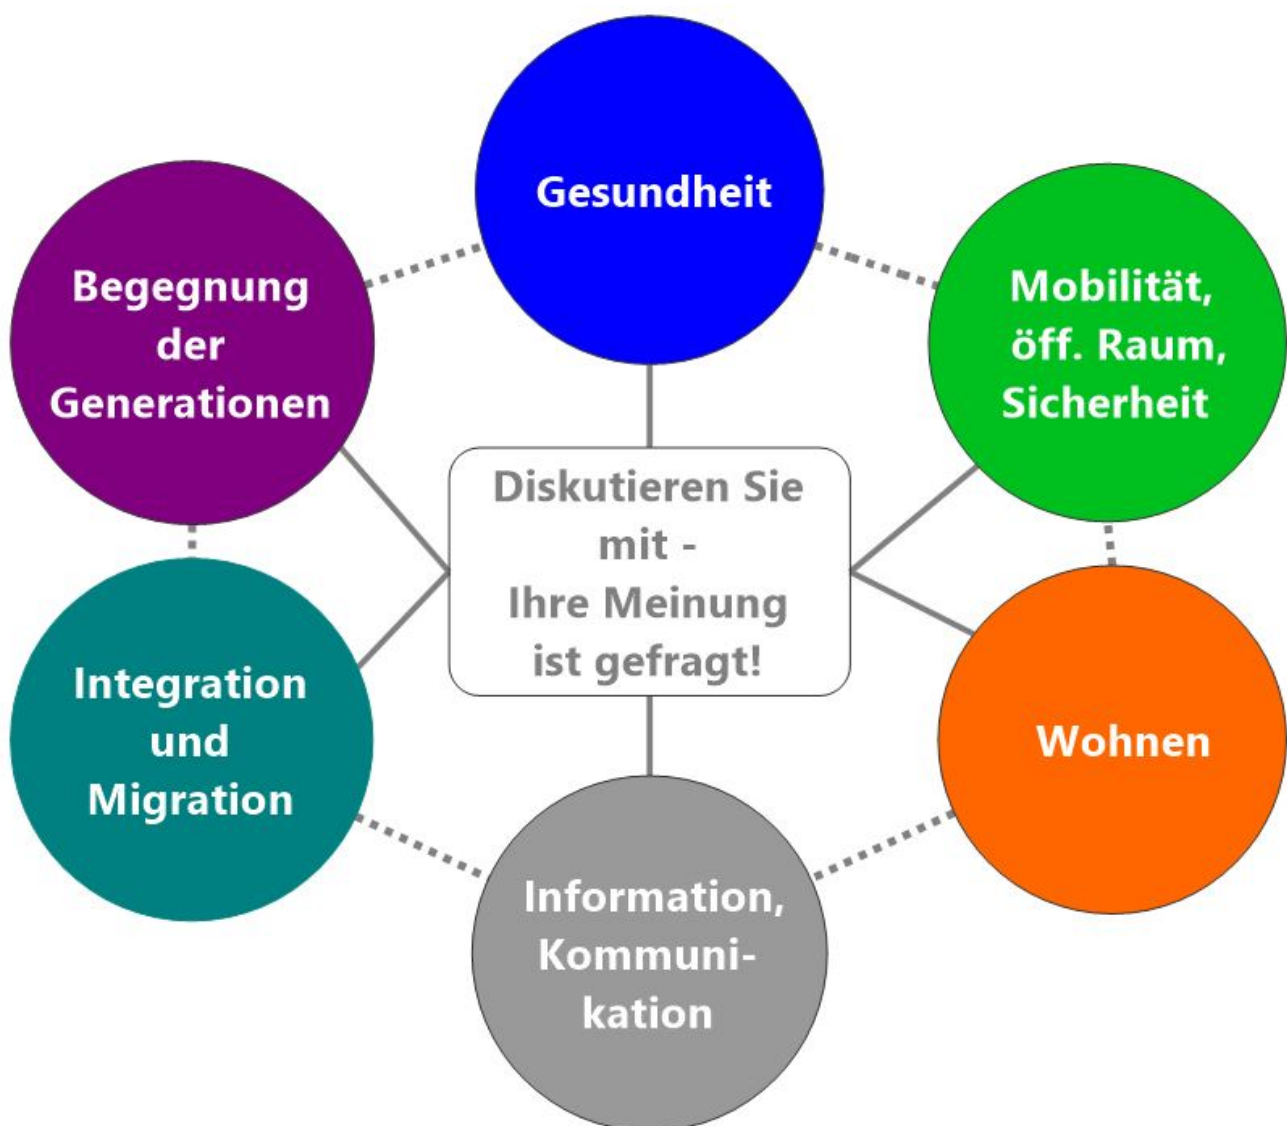 Gesundheit
Begegnung
der
Generationen
Mobilität,
öff. Raum,
Sicherheit
Diskutieren Sie
mit -
Ihre Meinung
ist gefragt!
Integration
und
Migration
Wohnen
Information,
Kommuni-
kation